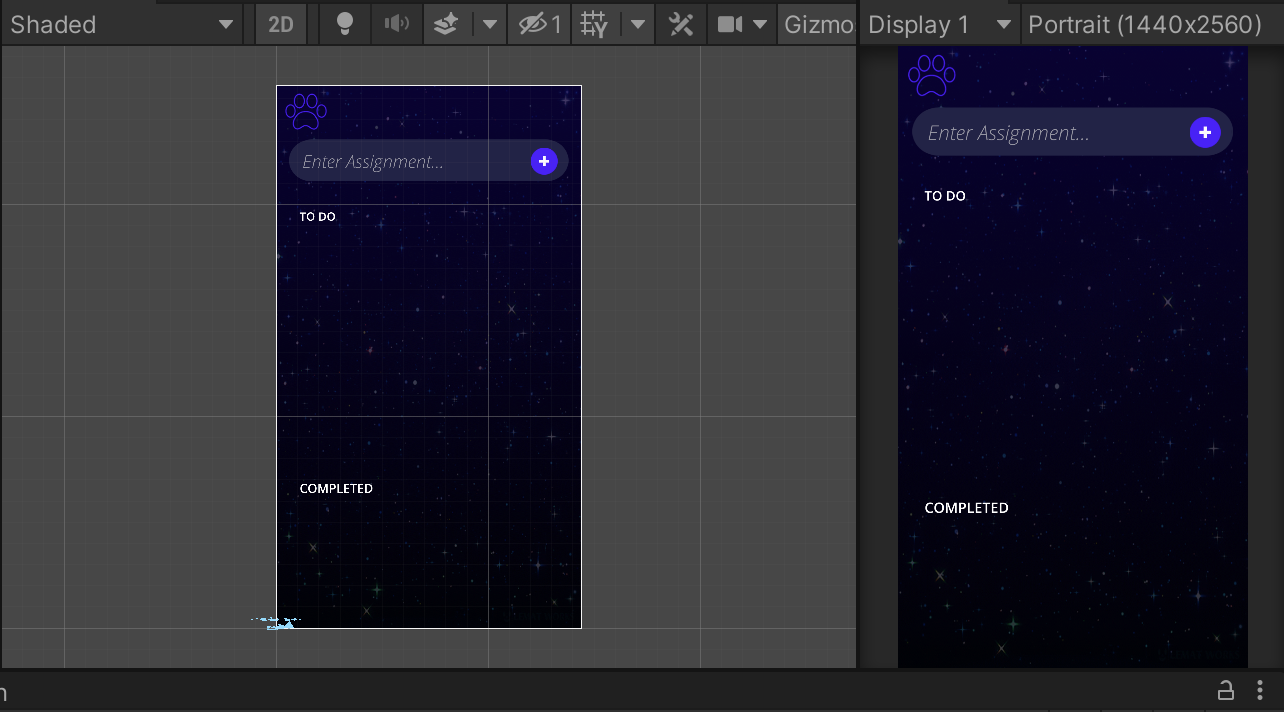 Shaded 2D 1 Gizmo Display 1 Portrait (1440x2560)
Enter Assignment...
TO DO
COMPLETED
Enter Assignment...
TO DO
COMPLETED
n